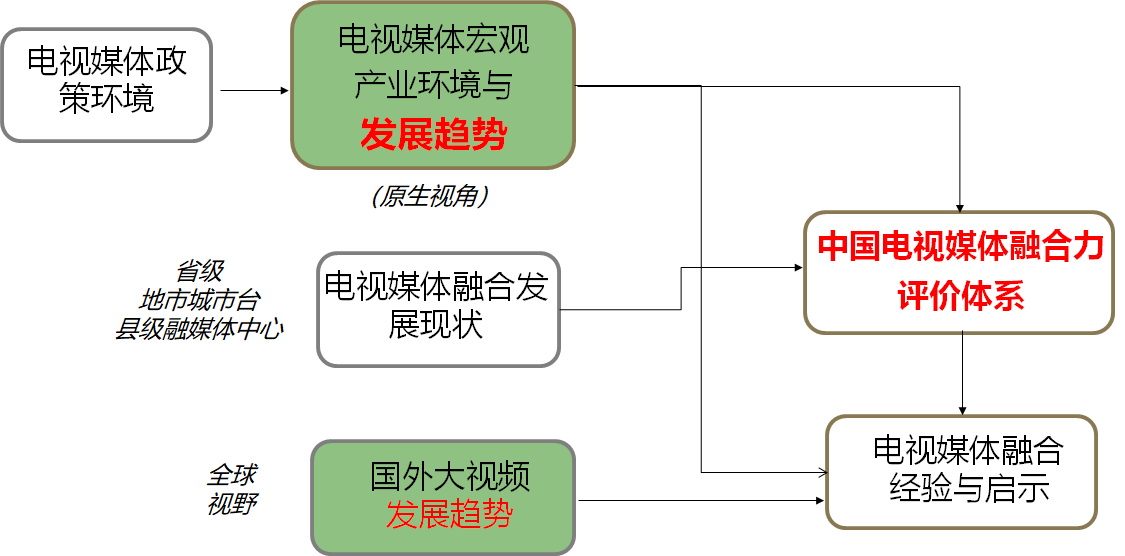 电视媒体政
策环境
电视媒体宏观
产业环境与
发展趋势
(原生视角)
省级
地市城市台
县级融媒体中心
电视媒体融合发
展现状
中国电视媒体融合力
评价体系
全球
视野
国外大视频
发展趋势
电视媒体融合
经验与启示